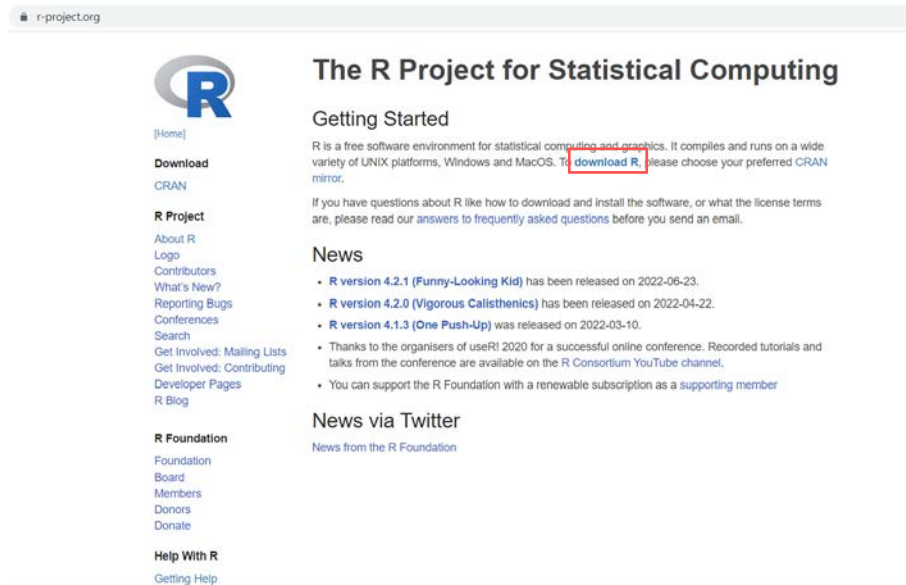 r-project.org
R
[Home]
Download
CRAN
R Project
About R
Logo
Contributors
What's New?
Reporting Bugs
Conferences
Search
Get Involved: Mailing Lists
Get Involved: Contributing
Developer Pages
R Blog
R Foundation
Foundation
Board
Members
Donors
Donate
Help With R
Getting Help
The R Project for Statistical Computing
Getting Started
R is a free software environment for statistical computing and graphics. It compiles and runs on a wide
variety of UNIX platforms, Windows and MacOS. To download R, please choose your preferred CRAN
mirror.
If you have questions about R like how to download and install the software, or what the license terms
are, please read our answers to frequently asked questions before you send an email.
News
• R version 4.2.1 (Funny-Looking Kid) has been released on 2022-06-23.
• R version 4.2.0 (Vigorous Calisthenics) has been released on 2022-04-22.
• R version 4.1.3 (One Push-Up) was released on 2022-03-10.
• Thanks to the organisers of useR! 2020 for a successful online conference. Recorded tutorials and
talks from the conference are available on the R Consortium YouTube channel.
• You can support the R Foundation with a renewable subscription as a supporting member
News via Twitter
News from the R Foundation